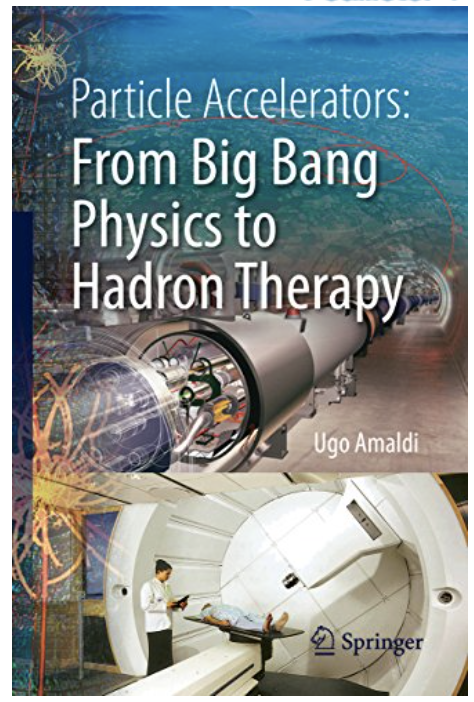 Particle Accelerators:
From Big Bang
Physics to
Hadron Therapy
Ugo Amaldi
Springer